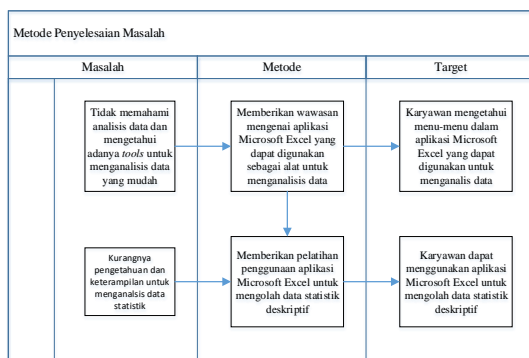 Metode Penyelesaian Masalah
Masalah
Metode
Target
Tidak memahami
analisis data dan
mengetahui
adanya tools untuk
menganalisis data
yang mudah
Memberikan wawasan
mengenai aplikasi
Microsoft Excel yang
dapat digunakan
sebagai alat untuk
menganalisis data
Karyawan mengetahui
menu-menu dalam
aplikasi Microsoft
Excel yang dapat
digunakan untuk
menganalis data
Kurangnya
pengetahuan dan
keterampilan untuk
menganalsis data
statistik
Memberikan pelatihan
penggunaan aplikasi
Microsoft Excel untuk
mengolah data statistik
deskriptif
Karyawan dapat
menggunakan aplikasi
Microsoft Excel untuk
mengolah data statistik
deskriptif